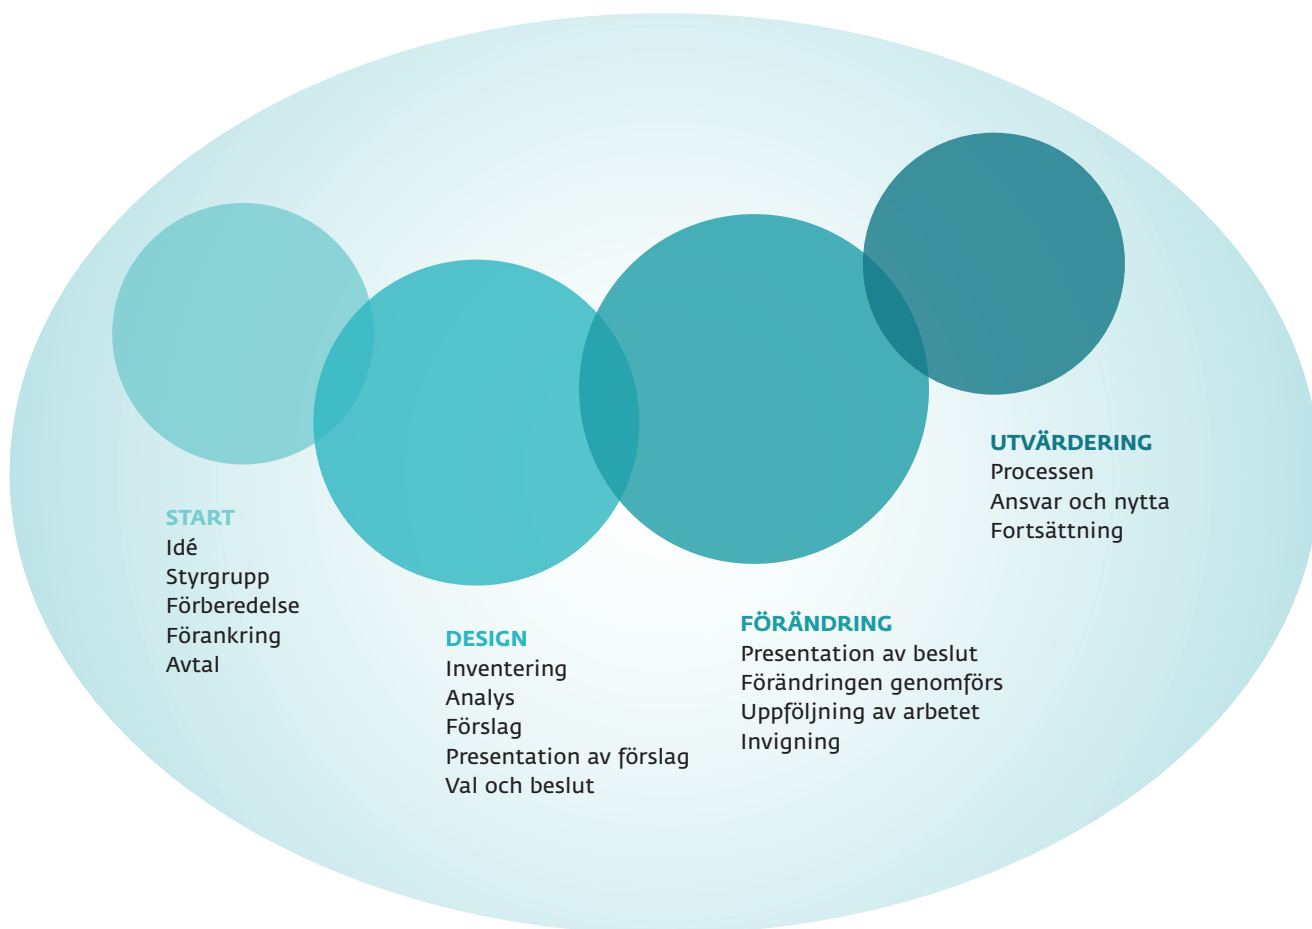 START
Idé
Styrgrupp
Förberedelse
Förankring
Avtal
DESIGN
Inventering
Analys
Förslag
Presentation av förslag
Val och beslut
FÖRÄNDRING
Presentation av beslut
Förändringen genomförs
Uppföljning av arbetet
Invigning
UTVÄRDERING
Processen
Ansvar och nytta
Fortsättning